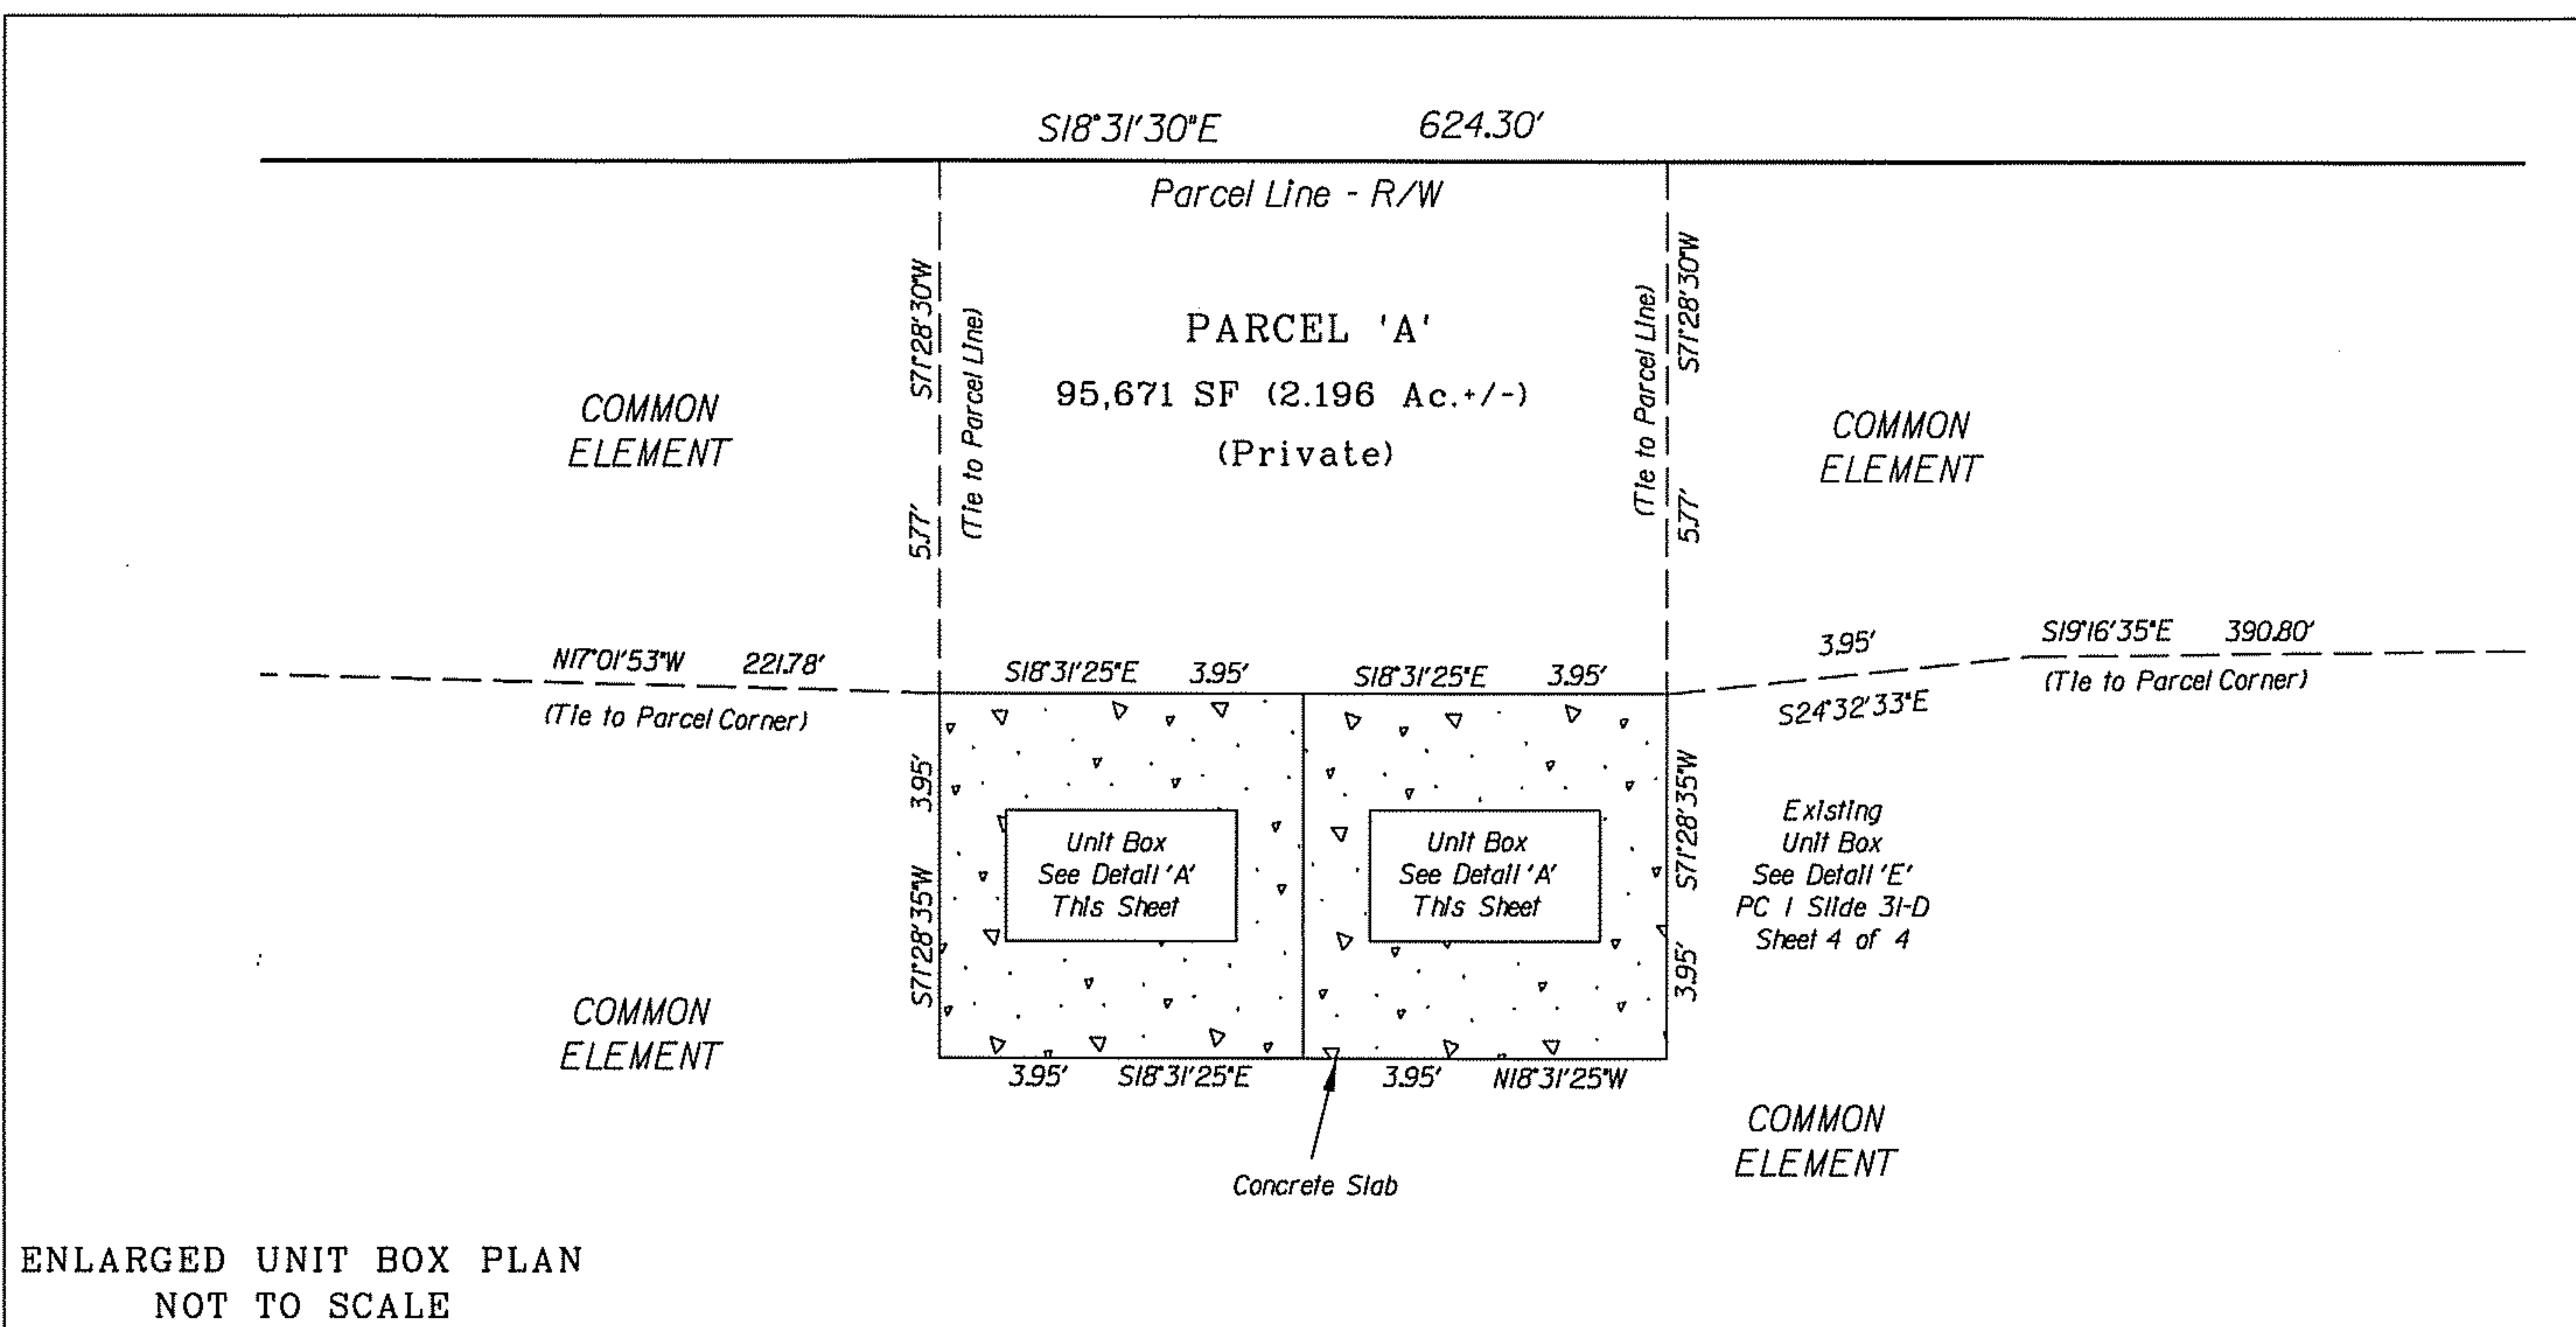 S18°31'30"E 624.30'
Parcel Line - R/W
PARCEL 'A'
95,671 SF (2.196 Ac.+/-)
(Private)
S71°28'30"W
5.77'
(Tie to Parcel Line)
(Tie to Parcel Line)
S71°28'30"W
5.77'
COMMON
ELEMENT
COMMON
ELEMENT
N17°01'53"W 221.78'
(Tie to Parcel Corner)
S18°31'25"E 3.95'
S18°31'25"E 3.95'
3.95'
S24°32'33"E
S19°16'35"E 390.80'
(Tie to Parcel Corner)
3.95'
S71°28'35"W
Unit Box
See Detail 'A'
This Sheet
Unit Box
See Detail 'A'
This Sheet
S71°28'35"W
3.95'
Existing
Unit Box
See Detail 'E'
PC 1 Slide 31-D
Sheet 4 of 4
COMMON
ELEMENT
3.95' S18°31'25"E
3.95' N18°31'25"W
Concrete Slab
COMMON
ELEMENT
ENLARGED UNIT BOX PLAN
NOT TO SCALE